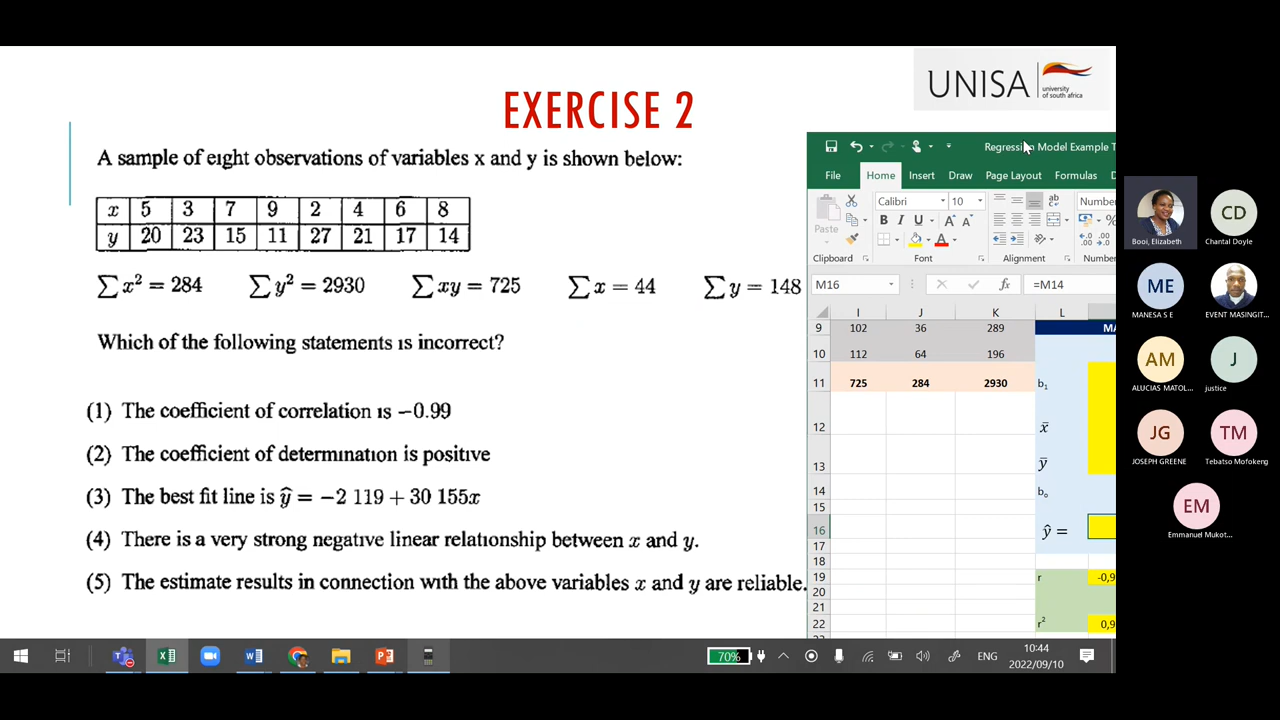 UNISA
university
of south africa
EXERCISE 2
A sample of eight observations of variables x and y is shown below:
x 5 3 7 9 2 4 6 8
y 20 23 15 11 27 21 17 14
∑ x² = 284 ∑ y² = 2930 ∑ xy = 725 ∑ x = 44 ∑ y = 148
Which of the following statements is incorrect?
(1) The coefficient of correlation is −0.99
(2) The coefficient of determination is positive
(3) The best fit line is ŷ = −2 119 + 30 155x
(4) There is a very strong negative linear relationship between x and y.
(5) The estimate results in connection with the above variables x and y are reliable.
Regression Model Example T
File Home Insert Draw Page Layout Formulas D
Calibri 10 ab Number
Paste B I U A A %
Clipboard Font Alignment Number
M16 fx =M14
I J K L
9 102 36 289 MA
10 112 64 196
11 725 284 2930 b₁
12 x̄
13 ȳ
14 b₀
15
16 ŷ =
17
18
19 r -0,9
20
21
22 r² 0,9
Booi, Elizabeth
CD
Chantal Doyle
ME
MANESA S E
EVENT MASINGIT...
AM
ALUCIAS MATOL...
J
justice
JG
JOSEPH GREENE
TM
Tebatso Mofokeng
EM
Emmanuel Mukot...
70% ENG 10:44
2022/09/10